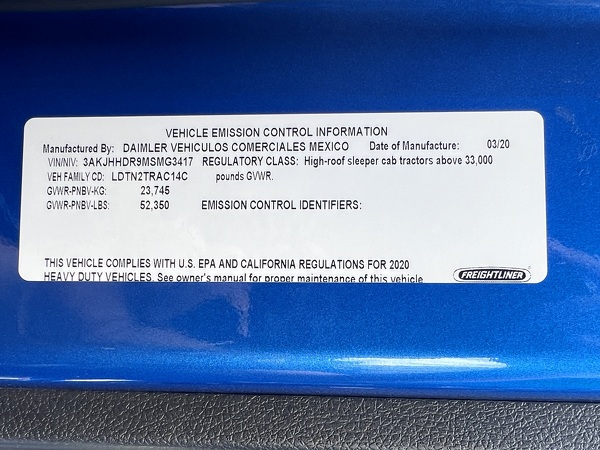 VEHICLE EMISSION CONTROL INFORMATION
Manufactured By: DAIMLER VEHICULOS COMERCIALES MEXICO Date of Manufacture: 03/20
VIN/NIV: 3AKJHHDR9MSMG3417 REGULATORY CLASS: High-roof sleeper cab tractors above 33,000
VEH FAMILY CD: LDTN2TRAC14C pounds GVWR.
GVWR-PNBV-KG: 23,745
GVWR-PNBV-LBS: 52,350 EMISSION CONTROL IDENTIFIERS:
THIS VEHICLE COMPLIES WITH U.S. EPA AND CALIFORNIA REGULATIONS FOR 2020
HEAVY DUTY VEHICLES. See owner's manual for proper maintenance of this vehicle
FREIGHTLINER